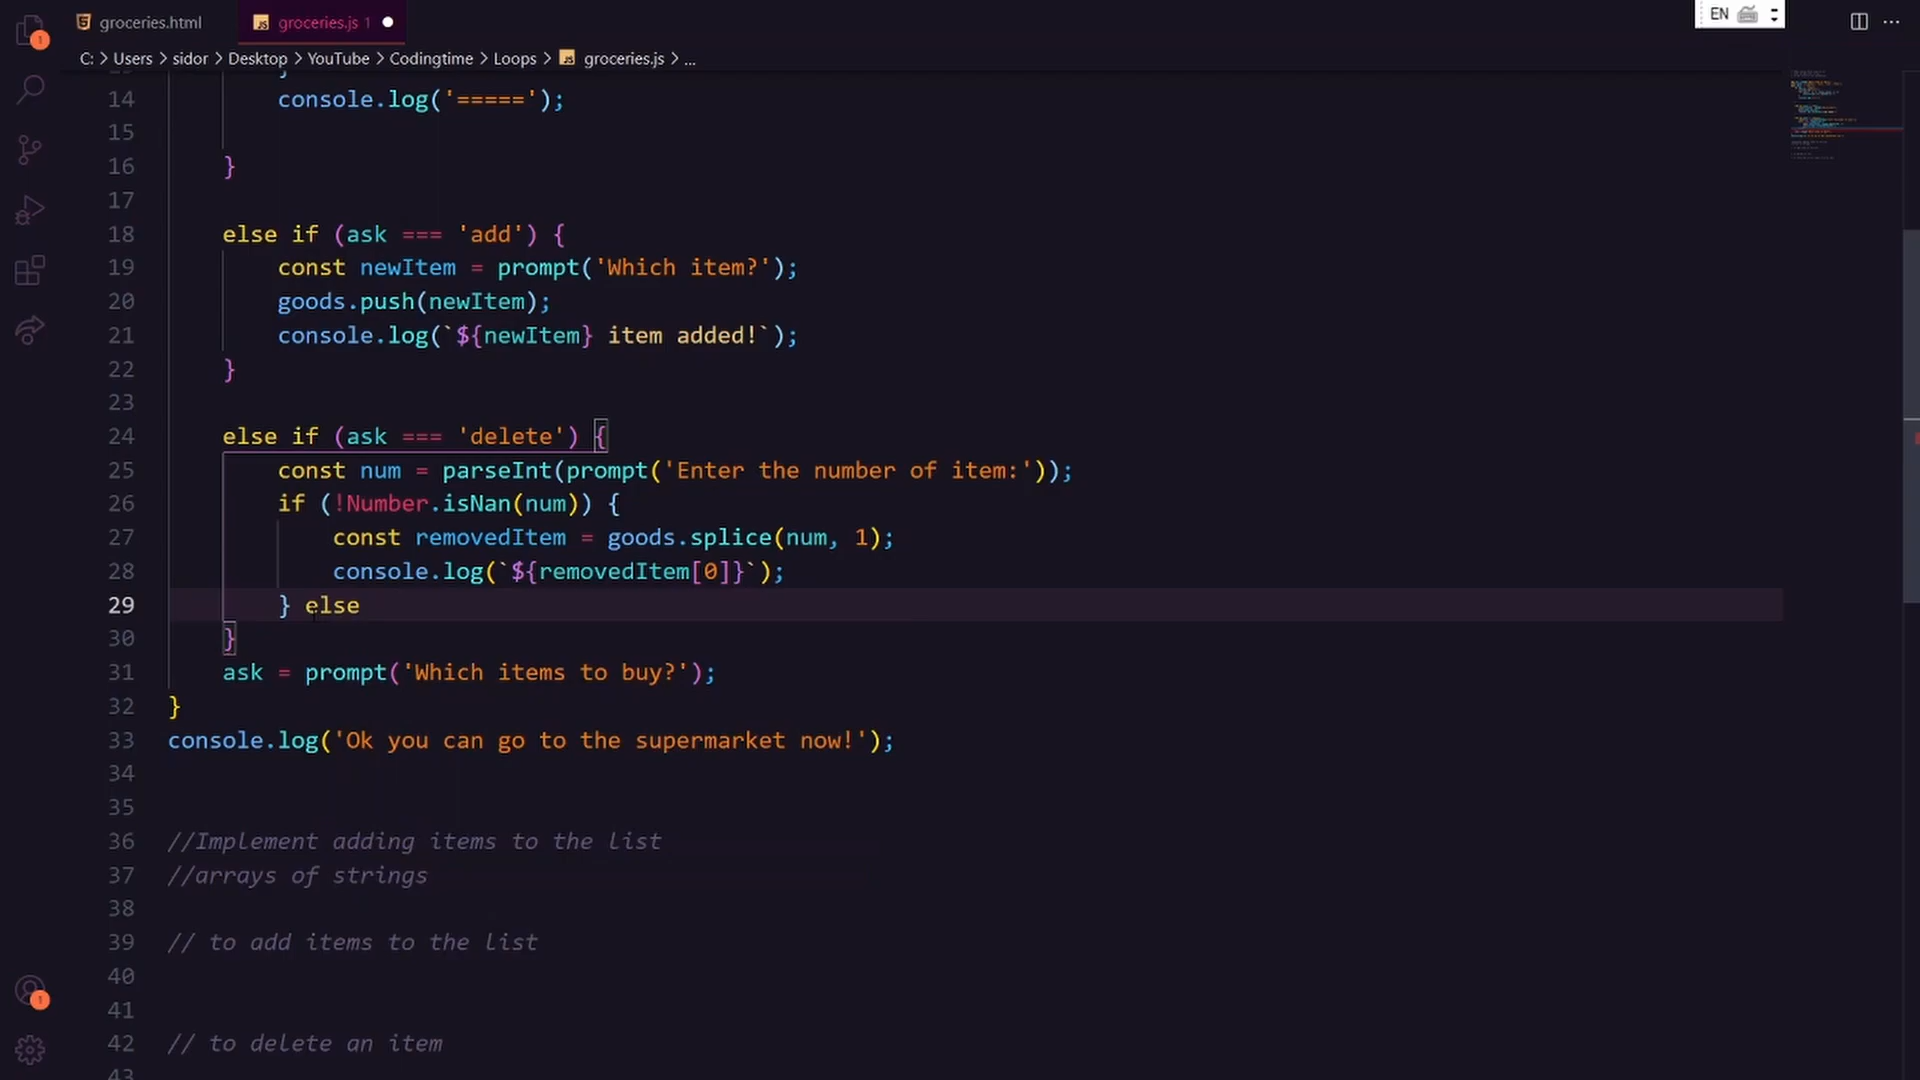 groceries.html
groceries.js 1
EN
C: > Users > sidor > Desktop > YouTube > Codingtime > Loops > groceries.js > ...
14 console.log('=====');
15
16 }
17
18 else if (ask === 'add') {
19 const newItem = prompt('Which item?');
20 goods.push(newItem);
21 console.log(`${newItem} item added!`);
22 }
23
24 else if (ask === 'delete') {
25 const num = parseInt(prompt('Enter the number of item:'));
26 if (!Number.isNan(num)) {
27 const removedItem = goods.splice(num, 1);
28 console.log(`${removedItem[0]}`);
29 } else
30 }
31 ask = prompt('Which items to buy?');
32 }
33 console.log('Ok you can go to the supermarket now!');
34
35
36 //Implement adding items to the list
37 //arrays of strings
38
39 // to add items to the list
40
41
42 // to delete an item
43
1
1